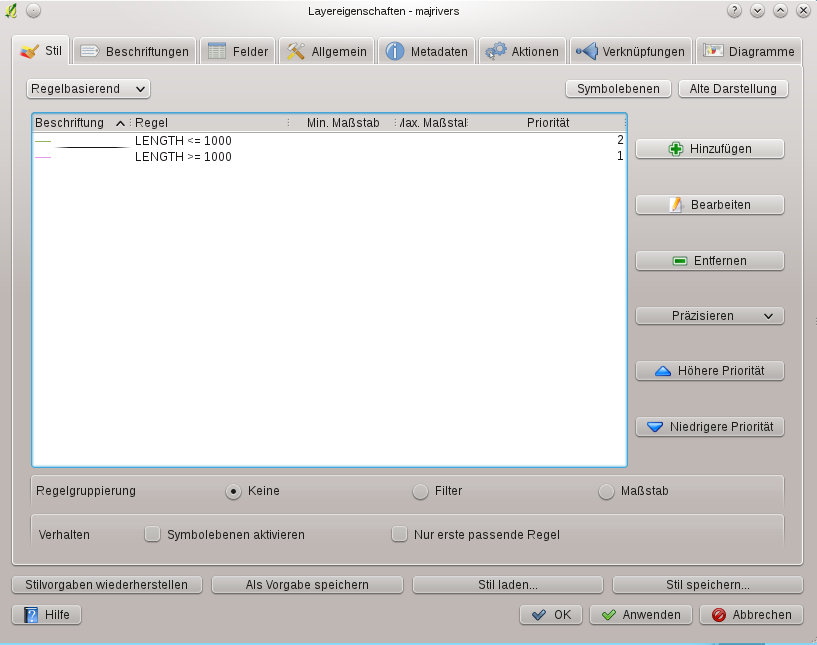 Layereigenschaften - majrivers
Stil Beschriftungen Felder Allgemein Metadaten Aktionen Verknüpfungen Diagramme
Regelbasierend Symbolebenen Alte Darstellung
Beschriftung Regel Min. Maßstab Max. Maßstal Priorität
LENGTH <= 1000 2
LENGTH >= 1000 1
Hinzufügen
Bearbeiten
Entfernen
Präzisieren
Höhere Priorität
Niedrigere Priorität
Regelgruppierung Keine Filter Maßstab
Verhalten Symbolebenen aktivieren Nur erste passende Regel
Stilvorgaben wiederherstellen Als Vorgabe speichern Stil laden... Stil speichern...
Hilfe OK Anwenden Abbrechen